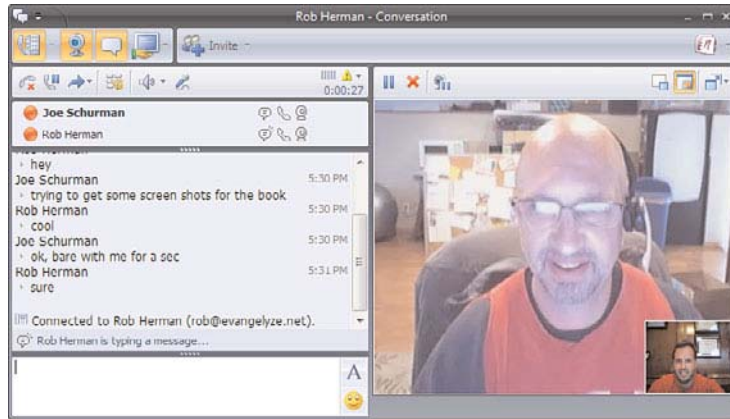 Rob Herman - Conversation
Invite
0:00:27
Joe Schurman
Rob Herman
hey
Joe Schurman 5:30 PM
trying to get some screen shots for the book
Rob Herman 5:30 PM
cool
Joe Schurman 5:30 PM
ok, bare with me for a sec
Rob Herman 5:31 PM
sure
Connected to Rob Herman (rob@evangelyze.net).
Rob Herman is typing a message...
A